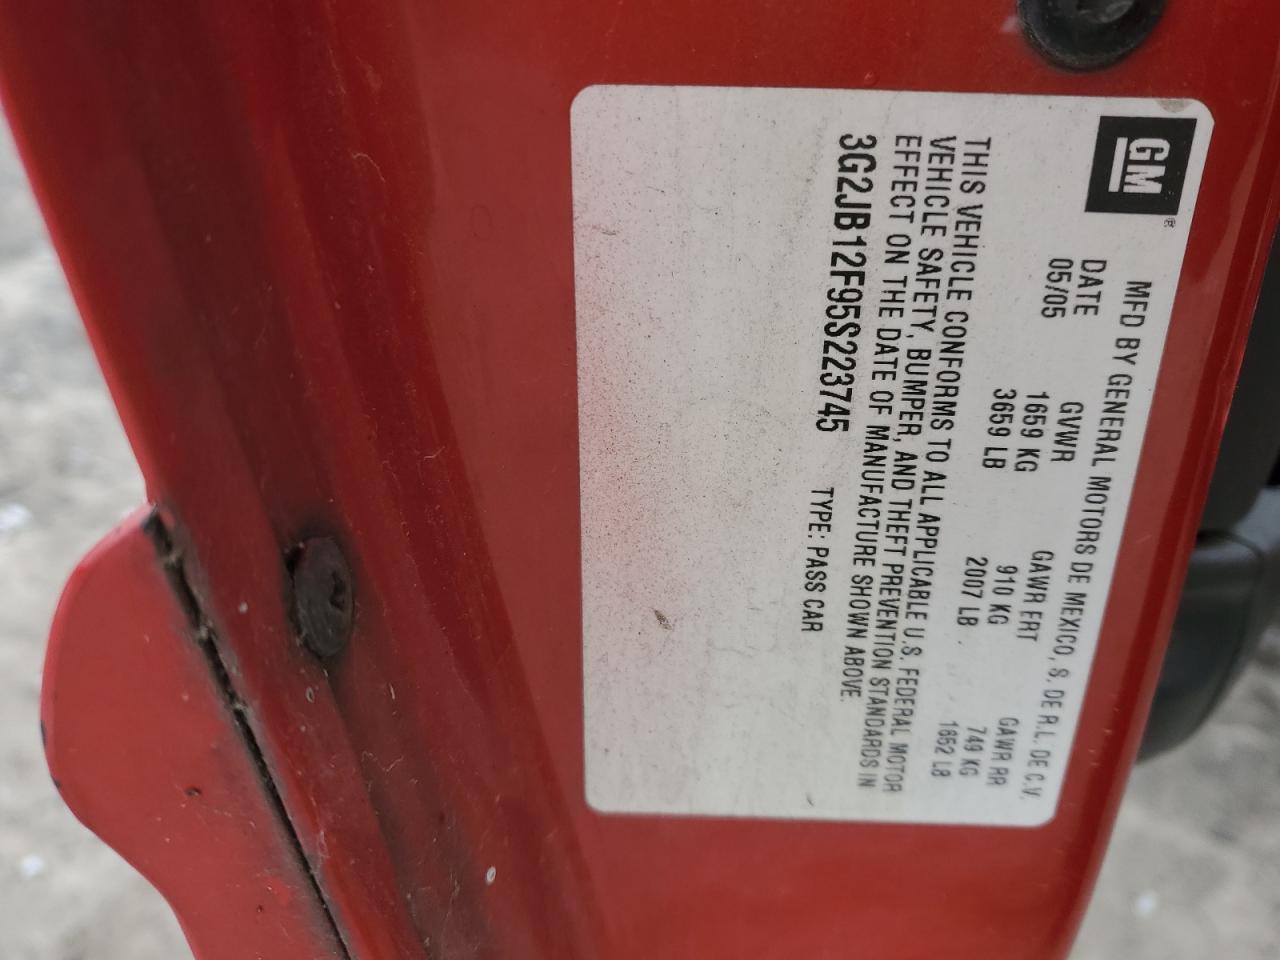 GM®
MFD BY GENERAL MOTORS DE MEXICO, S. DE R.L. DE C.V.
DATE GVWR GAWR FRT GAWR RR
05/05 1659 KG 910 KG 749 KG
3659 LB 2007 LB 1652 LB
THIS VEHICLE CONFORMS TO ALL APPLICABLE U.S. FEDERAL MOTOR
VEHICLE SAFETY, BUMPER, AND THEFT PREVENTION STANDARDS IN
EFFECT ON THE DATE OF MANUFACTURE SHOWN ABOVE.
3G2JB12F95S223745 TYPE: PASS CAR